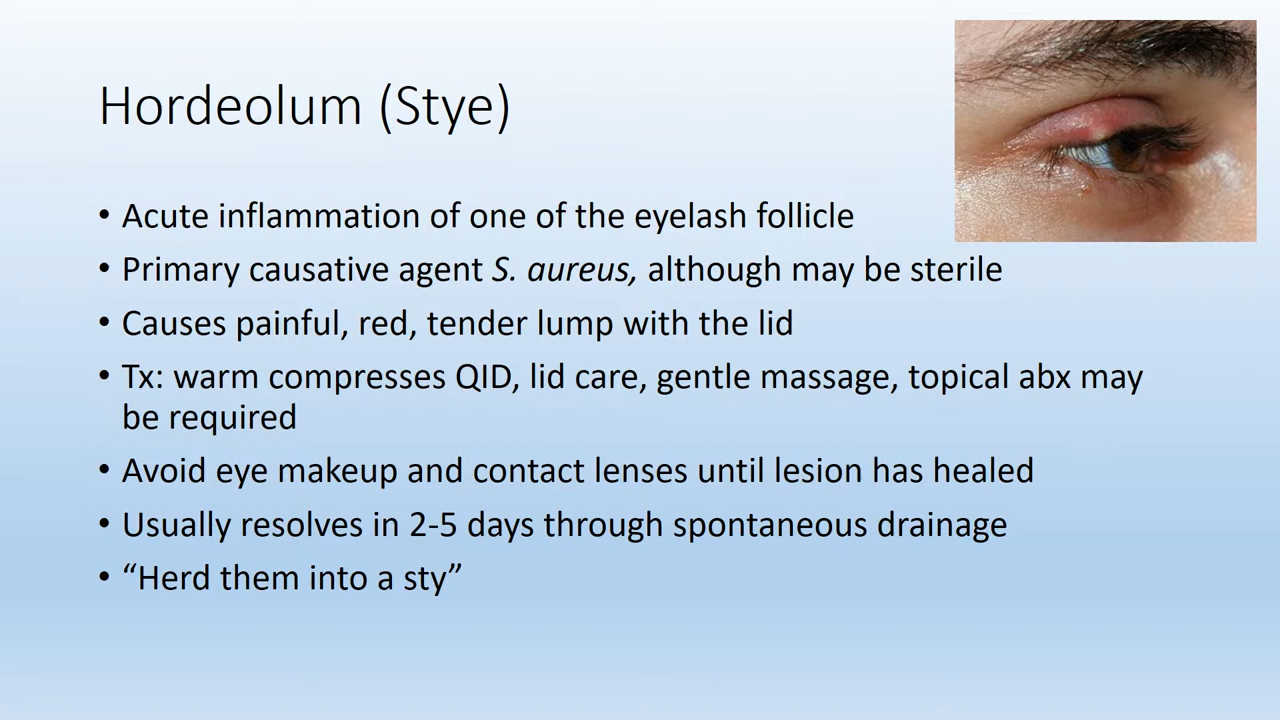 Hordeolum (Stye)
• Acute inflammation of one of the eyelash follicle
• Primary causative agent S. aureus, although may be sterile
• Causes painful, red, tender lump with the lid
• Tx: warm compresses QID, lid care, gentle massage, topical abx may
be required
• Avoid eye makeup and contact lenses until lesion has healed
• Usually resolves in 2-5 days through spontaneous drainage
• “Herd them into a sty”